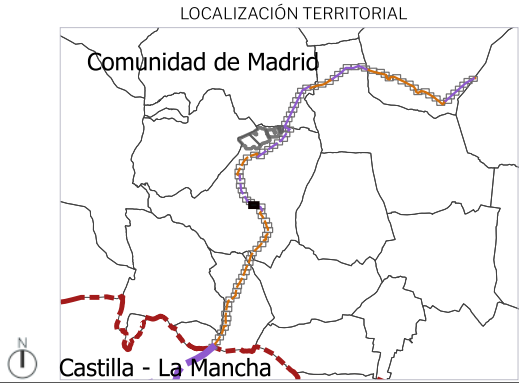 LOCALIZACIÓN TERRITORIAL
Comunidad de Madrid
N
Castilla - La Mancha